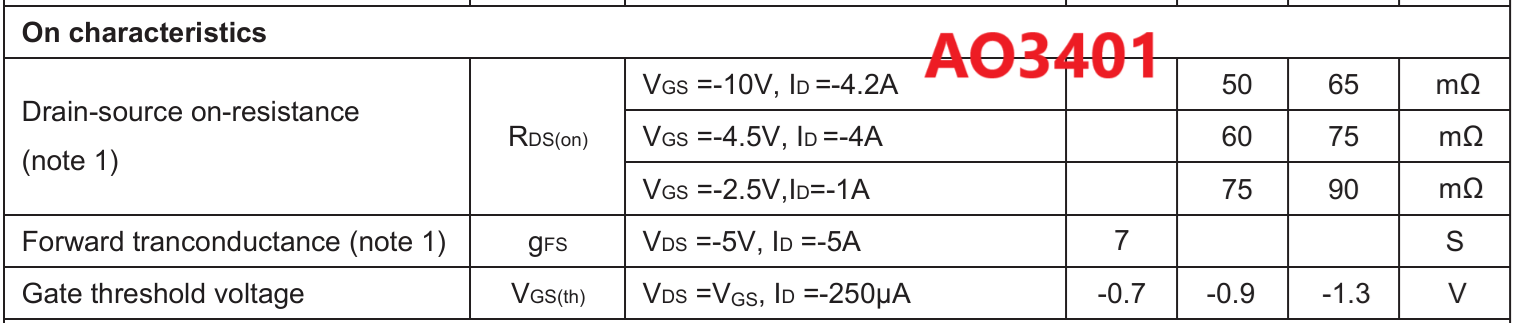 On characteristics
AO3401
Drain-source on-resistance
(note 1)
RDS(on)
VGS =-10V, ID =-4.2A 50 65 mΩ
VGS =-4.5V, ID =-4A 60 75 mΩ
VGS =-2.5V,ID=-1A 75 90 mΩ
Forward tranconductance (note 1) gFS VDS =-5V, ID =-5A 7 S
Gate threshold voltage VGS(th) VDS =VGS, ID =-250μA -0.7 -0.9 -1.3 V